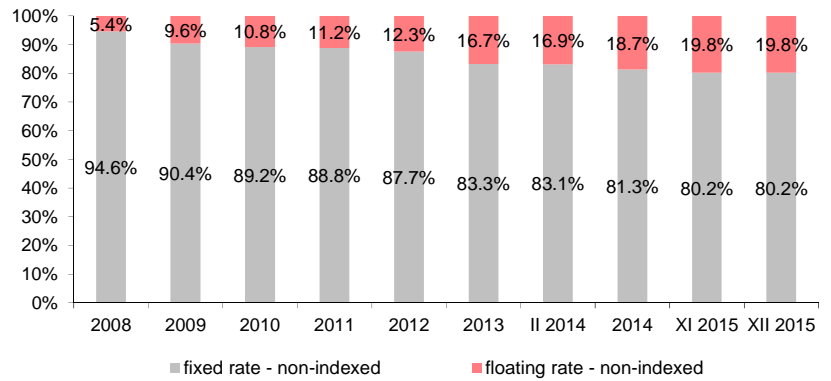 100%
90%
80%
70%
60%
50%
40%
30%
20%
10%
0%
5.4% 9.6% 10.8% 11.2% 12.3% 16.7% 16.9% 18.7% 19.8% 19.8%
94.6% 90.4% 89.2% 88.8% 87.7% 83.3% 83.1% 81.3% 80.2% 80.2%
2008 2009 2010 2011 2012 2013 II 2014 2014 XI 2015 XII 2015
fixed rate - non-indexed floating rate - non-indexed